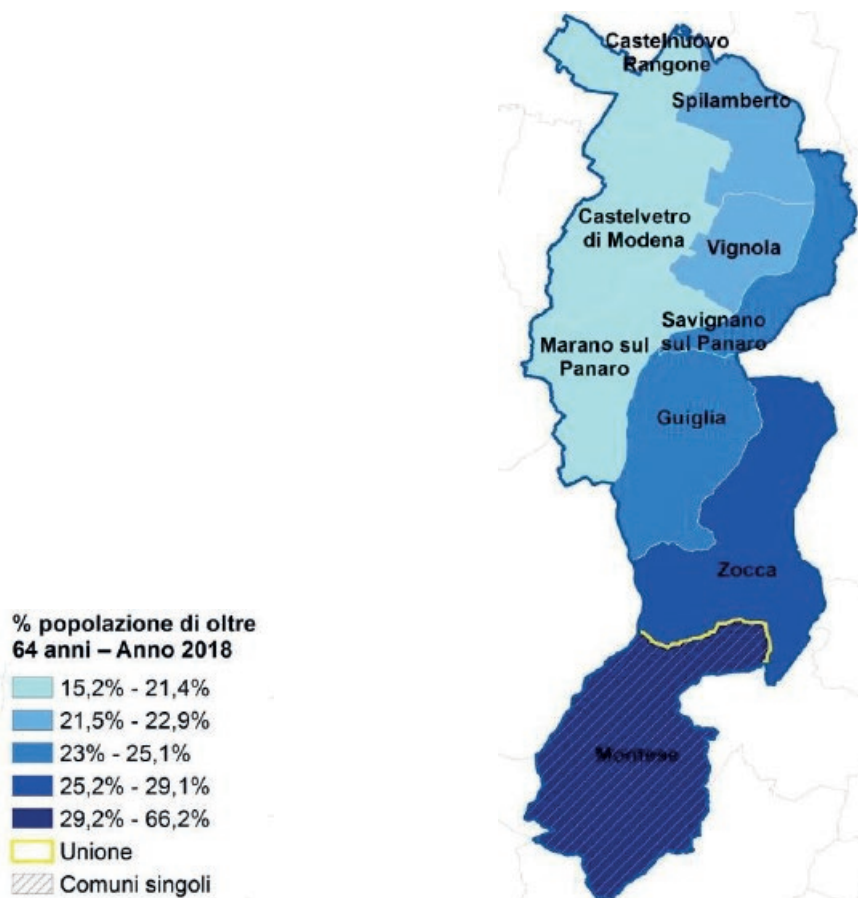 Castelnuovo
Rangone
Spilamberto
Castelvetro
di Modena
Vignola
Savignano
sul Panaro
Marano sul
Panaro
Guiglia
Zocca
Montese
% popolazione di oltre
64 anni – Anno 2018
15,2% - 21,4%
21,5% - 22,9%
23% - 25,1%
25,2% - 29,1%
29,2% - 66,2%
Unione
Comuni singoli